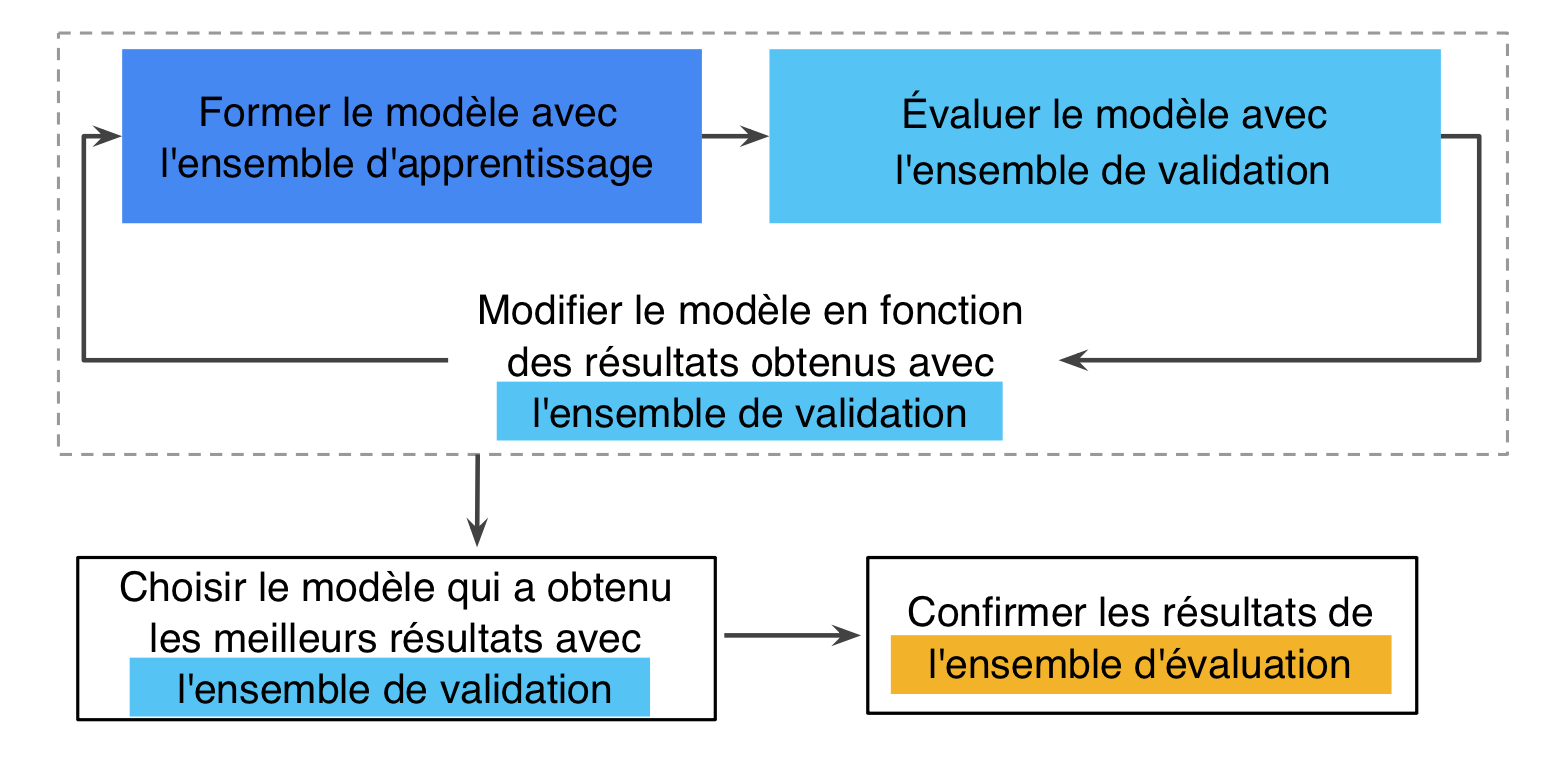 Former le modèle avec
l'ensemble d'apprentissage
Évaluer le modèle avec
l'ensemble de validation
Modifier le modèle en fonction
des résultats obtenus avec
l'ensemble de validation
Choisir le modèle qui a obtenu
les meilleurs résultats avec
l'ensemble de validation
Confirmer les résultats de
l'ensemble d'évaluation